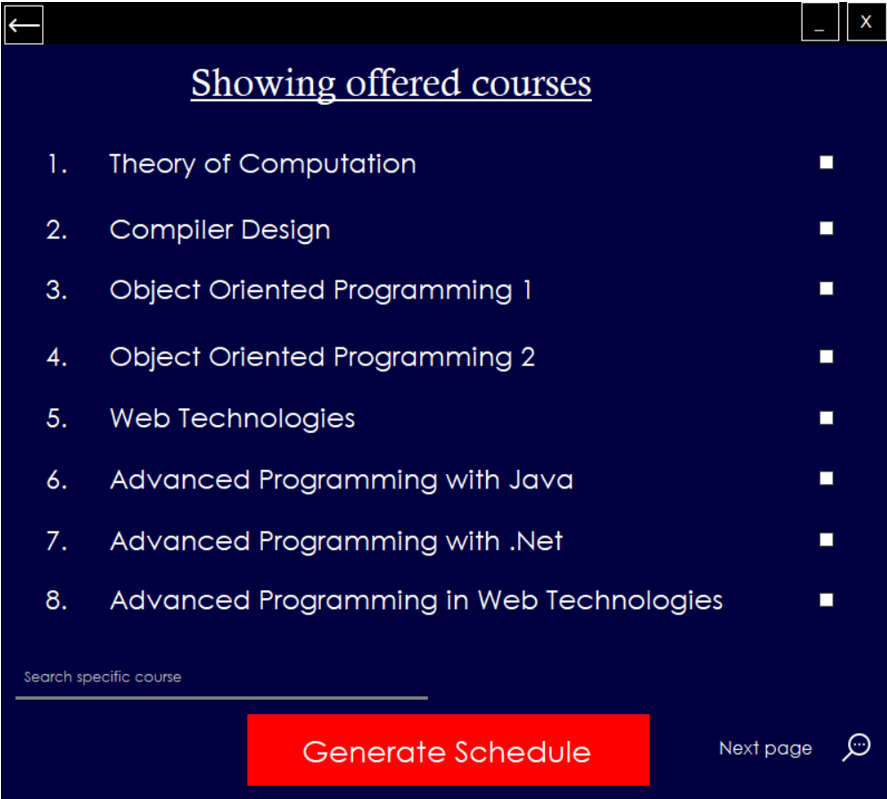 _ X
Showing offered courses
1. Theory of Computation
2. Compiler Design
3. Object Oriented Programming 1
4. Object Oriented Programming 2
5. Web Technologies
6. Advanced Programming with Java
7. Advanced Programming with .Net
8. Advanced Programming in Web Technologies
Search specific course
Generate Schedule
Next page